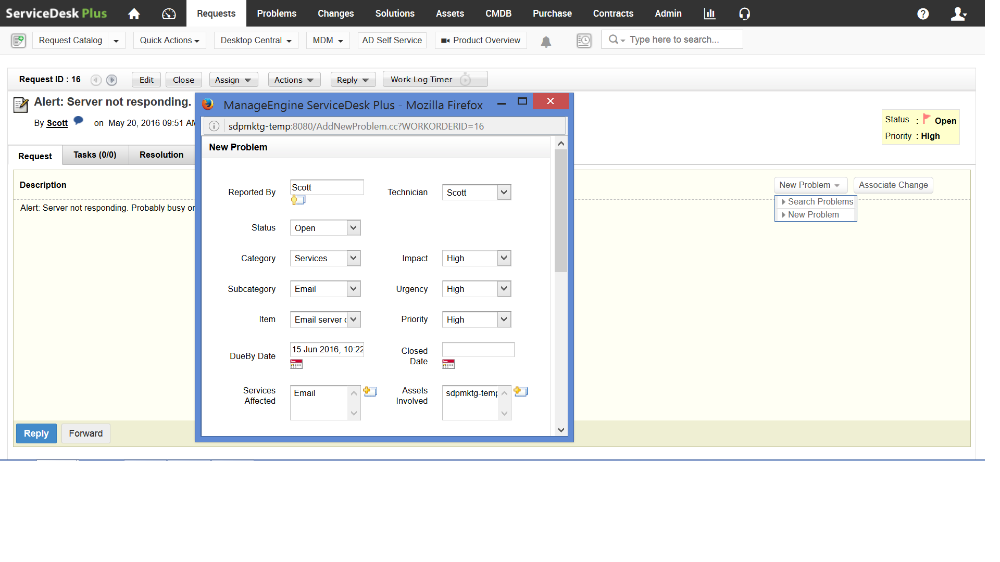 ServiceDesk Plus Requests Problems Changes Solutions Assets CMDB Purchase Contracts Admin
Request Catalog Quick Actions Desktop Central MDM AD Self Service Product Overview Type here to search...
Request ID : 16 Edit Close Assign Actions Reply Work Log Timer
Alert: Server not responding.
By Scott on May 20, 2016 09:51 AM
Status : Open
Priority : High
Request Tasks (0/0) Resolution
Description
New Problem Associate Change
Search Problems
New Problem
Alert: Server not responding. Probably busy or
Reply Forward
ManageEngine ServiceDesk Plus - Mozilla Firefox
sdpmktg-temp:8080/AddNewProblem.cc?WORKORDERID=16
New Problem
Reported By Scott Technician Scott
Status Open
Category Services Impact High
Subcategory Email Urgency High
Item Email server Priority High
DueBy Date 15 Jun 2016, 10:22 Closed Date
Services Affected Email Assets Involved sdpmktg-temp